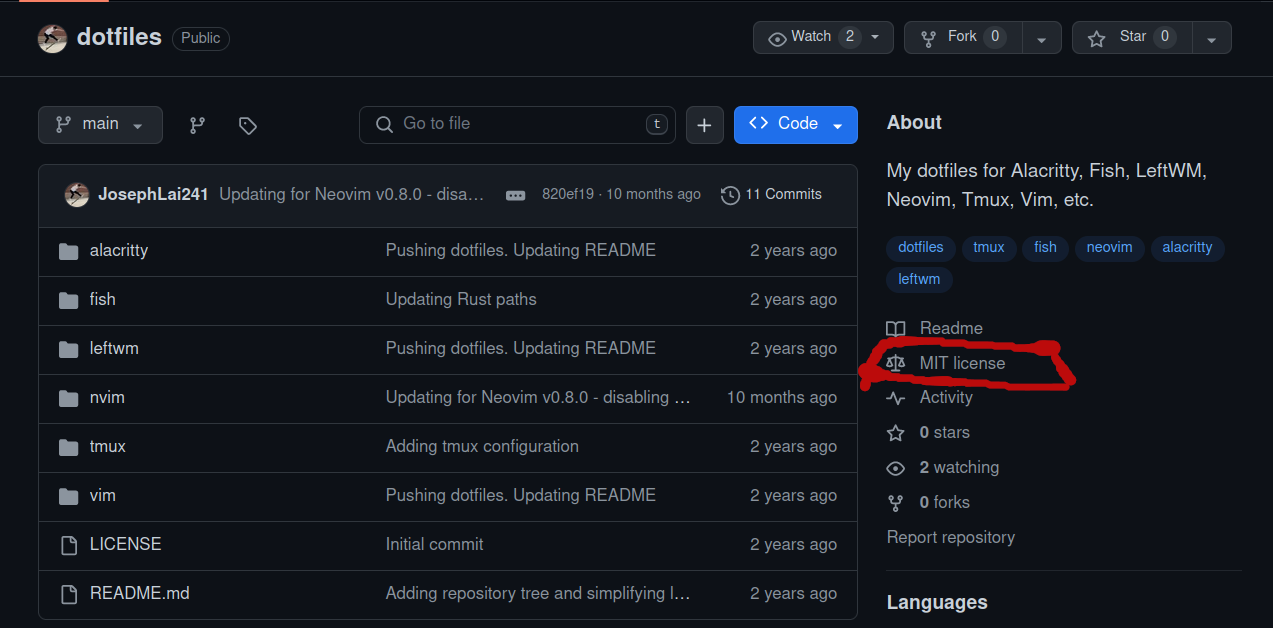 dotfiles Public Watch 2 Fork 0 Star 0
main Go to file t Code
JosephLai241 Updating for Neovim v0.8.0 - disa… 820ef19 · 10 months ago 11 Commits
alacritty Pushing dotfiles. Updating README 2 years ago
fish Updating Rust paths 2 years ago
leftwm Pushing dotfiles. Updating README 2 years ago
nvim Updating for Neovim v0.8.0 - disabling … 10 months ago
tmux Adding tmux configuration 2 years ago
vim Pushing dotfiles. Updating README 2 years ago
LICENSE Initial commit 2 years ago
README.md Adding repository tree and simplifying l… 2 years ago
About
My dotfiles for Alacritty, Fish, LeftWM,
Neovim, Tmux, Vim, etc.
dotfiles tmux fish neovim alacritty
leftwm
Readme
MIT license
Activity
0 stars
2 watching
0 forks
Report repository
Languages